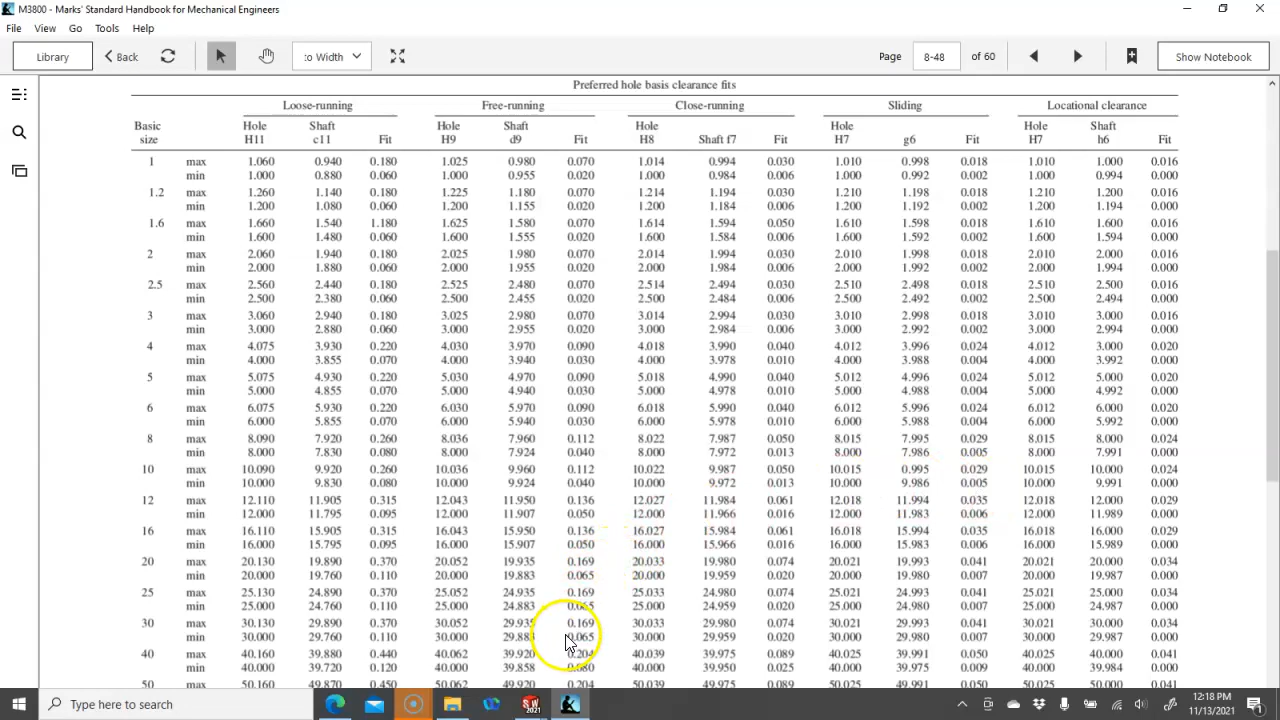 M3800 - Marks' Standard Handbook for Mechanical Engineers
File View Go Tools Help
Library Back :o Width Page 8-48 of 60 Show Notebook
Preferred hole basis clearance fits
Loose-running Free-running Close-running Sliding Locational clearance
Basic Hole Shaft Hole Shaft Hole Hole Hole Shaft
size H11 c11 Fit H9 d9 Fit H8 Shaft f7 Fit H7 g6 Fit H7 h6 Fit
1 max 1.060 0.940 0.180 1.025 0.980 0.070 1.014 0.994 0.030 1.010 0.998 0.018 1.010 1.000 0.016
min 1.000 0.880 0.060 1.000 0.955 0.020 1.000 0.984 0.006 1.000 0.992 0.002 1.000 0.994 0.000
1.2 max 1.260 1.140 0.180 1.225 1.180 0.070 1.214 1.194 0.030 1.210 1.198 0.018 1.210 1.200 0.016
min 1.200 1.080 0.060 1.200 1.155 0.020 1.200 1.184 0.006 1.200 1.192 0.002 1.200 1.194 0.000
1.6 max 1.660 1.540 1.180 1.625 1.580 0.070 1.614 1.594 0.050 1.610 1.598 0.018 1.610 1.600 0.016
min 1.600 1.480 0.060 1.600 1.555 0.020 1.600 1.584 0.006 1.600 1.592 0.002 1.600 1.594 0.000
2 max 2.060 1.940 0.180 2.025 1.980 0.070 2.014 1.994 0.030 2.010 1.998 0.018 2.010 2.000 0.016
min 2.000 1.880 0.060 2.000 1.955 0.020 2.000 1.984 0.006 2.000 1.992 0.002 2.000 1.994 0.000
2.5 max 2.560 2.440 0.180 2.525 2.480 0.070 2.514 2.494 0.030 2.510 2.498 0.018 2.510 2.500 0.016
min 2.500 2.380 0.060 2.500 2.455 0.020 2.500 2.484 0.006 2.500 2.492 0.002 2.500 2.494 0.000
3 max 3.060 2.940 0.180 3.025 2.980 0.070 3.014 2.994 0.030 3.010 2.998 0.018 3.010 3.000 0.016
min 3.000 2.880 0.060 3.000 2.955 0.020 3.000 2.984 0.006 3.000 2.992 0.002 3.000 2.994 0.000
4 max 4.075 3.930 0.220 4.030 3.970 0.090 4.018 3.990 0.040 4.012 3.996 0.024 4.012 3.000 0.020
min 4.000 3.855 0.070 4.000 3.940 0.030 4.000 3.978 0.010 4.000 3.988 0.004 4.000 3.992 0.000
5 max 5.075 4.930 0.220 5.030 4.970 0.090 5.018 4.990 0.040 5.012 4.996 0.024 5.012 5.000 0.020
min 5.000 4.855 0.070 5.000 4.940 0.030 5.000 4.978 0.010 5.000 4.988 0.004 5.000 4.992 0.000
6 max 6.075 5.930 0.220 6.030 5.970 0.090 6.018 5.990 0.040 6.012 5.996 0.024 6.012 6.000 0.020
min 6.000 5.855 0.070 6.000 5.940 0.030 6.000 5.978 0.010 6.000 5.988 0.004 6.000 5.992 0.000
8 max 8.090 7.920 0.260 8.036 7.960 0.112 8.022 7.987 0.050 8.015 7.995 0.029 8.015 8.000 0.024
min 8.000 7.830 0.080 8.000 7.924 0.040 8.000 7.972 0.013 8.000 7.986 0.005 8.000 7.991 0.000
10 max 10.090 9.920 0.260 10.036 9.960 0.112 10.022 9.987 0.050 10.015 0.995 0.029 10.015 10.000 0.024
min 10.000 9.830 0.080 10.000 9.924 0.040 10.000 9.972 0.013 10.000 9.986 0.005 10.000 9.991 0.000
12 max 12.110 11.905 0.315 12.043 11.950 0.136 12.027 11.984 0.061 12.018 11.994 0.035 12.018 12.000 0.029
min 12.000 11.795 0.095 12.000 11.907 0.050 12.000 11.966 0.016 12.000 11.983 0.006 12.000 11.989 0.000
16 max 16.110 15.905 0.315 16.043 15.950 0.136 16.027 15.984 0.061 16.018 15.994 0.035 16.018 16.000 0.029
min 16.000 15.795 0.095 16.000 15.907 0.050 16.000 15.966 0.016 16.000 15.983 0.006 16.000 15.989 0.000
20 max 20.130 19.890 0.370 20.052 19.935 0.169 20.033 19.980 0.074 20.021 19.993 0.041 20.021 20.000 0.034
min 20.000 19.760 0.110 20.000 19.883 0.065 20.000 19.959 0.020 20.000 19.980 0.007 20.000 19.987 0.000
25 max 25.130 24.890 0.370 25.052 24.935 0.169 25.033 24.980 0.074 25.021 24.993 0.041 25.021 25.000 0.034
min 25.000 24.760 0.110 25.000 24.883 0.065 25.000 24.959 0.020 25.000 24.980 0.007 25.000 24.987 0.000
30 max 30.130 29.890 0.370 30.052 29.935 0.169 30.033 29.980 0.074 30.021 29.993 0.041 30.021 30.000 0.034
min 30.000 29.760 0.110 30.000 29.883 0.065 30.000 29.959 0.020 30.000 29.980 0.007 30.000 29.987 0.000
40 max 40.160 39.880 0.440 40.062 39.920 0.204 40.039 39.975 0.089 40.025 39.991 0.050 40.025 40.000 0.041
min 40.000 39.720 0.120 40.000 39.858 0.080 40.000 39.950 0.025 40.000 39.975 0.009 40.000 39.984 0.000
50 max 50.160 49.870 0.450 50.062 49.920 0.204 50.039 49.975 0.089 50.025 49.991 0.050 50.025 50.000 0.041
Type here to search
SW
2021
12:18 PM
11/13/2021
1